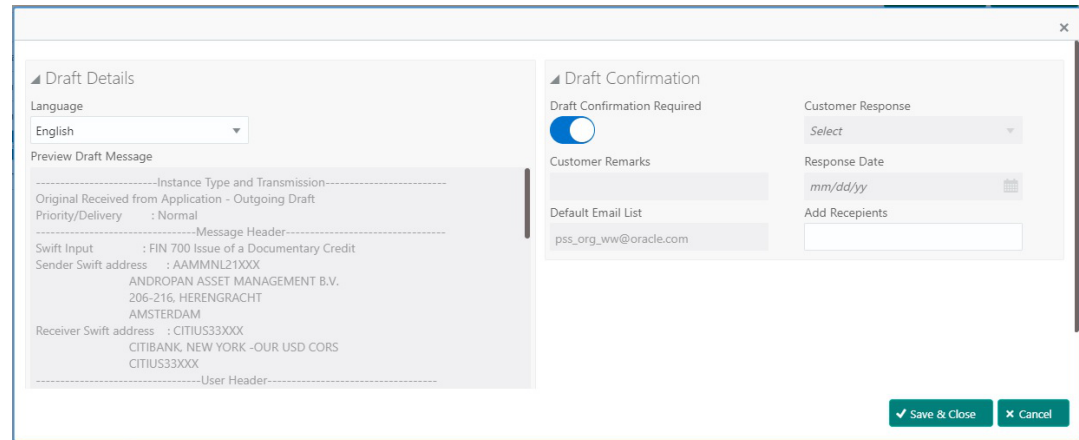 ×
Draft Details
Language
English
Preview Draft Message
-------------------------Instance Type and Transmission-------------------------
Original Received from Application - Outgoing Draft
Priority/Delivery : Normal
---------------------------------Message Header---------------------------------
Swift Input : FIN 700 Issue of a Documentary Credit
Sender Swift address : AAMMNL21XXX
ANDROPAN ASSET MANAGEMENT B.V.
206-216, HERENGRACHT
AMSTERDAM
Receiver Swift address : CITIUS33XXX
CITIBANK, NEW YORK -OUR USD CORS
CITIUS33XXX
----------------------------------User Header-----------------------------------
Draft Confirmation
Draft Confirmation Required
Customer Response
Select
Customer Remarks
Response Date
mm/dd/yy
Default Email List
Add Recepients
pss_org_ww@oracle.com
Save & Close
× Cancel